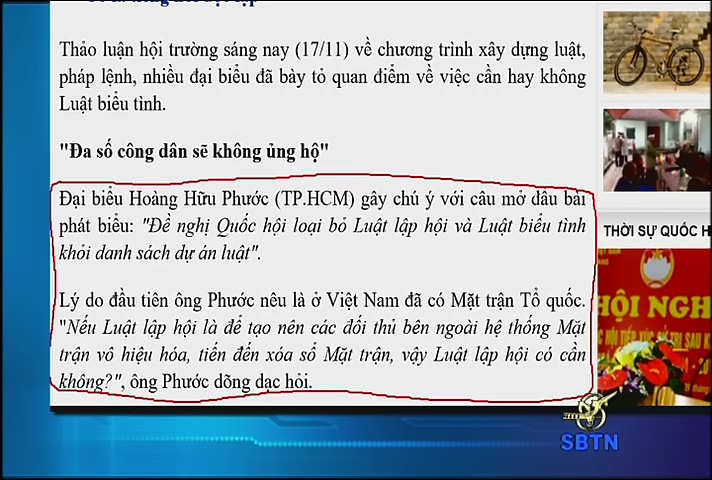 Thảo luận hội trường sáng nay (17/11) về chương trình xây dựng luật,
pháp lệnh, nhiều đại biểu đã bày tỏ quan điểm về việc cần hay không
Luật biểu tình.
"Đa số công dân sẽ không ủng hộ"
Đại biểu Hoàng Hữu Phước (TP.HCM) gây chú ý với câu mở đầu bài
phát biểu: "Đề nghị Quốc hội loại bỏ Luật lập hội và Luật biểu tình
khỏi danh sách dự án luật".
Lý do đầu tiên ông Phước nêu là ở Việt Nam đã có Mặt trận Tổ quốc.
"Nếu Luật lập hội là để tạo nên các đối thủ bên ngoài hệ thống Mặt
trận vô hiệu hóa, tiến đến xóa sổ Mặt trận, vậy Luật lập hội có cần
không?", ông Phước dõng dạc hỏi.
THỜI SỰ QUỐC H
HỘI NGH
HỘI TIẾP XÚC CỬ TRI SAU K
SBTN